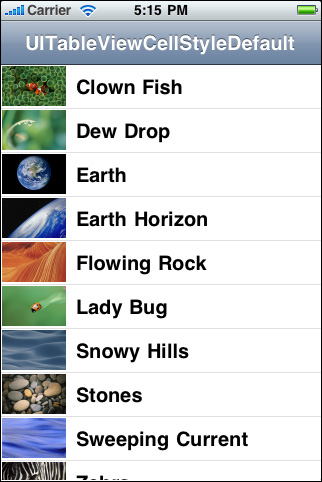 Carrier 5:15 PM
UITableViewCellStyleDefault
Clown Fish
Dew Drop
Earth
Earth Horizon
Flowing Rock
Lady Bug
Snowy Hills
Stones
Sweeping Current
Zebra